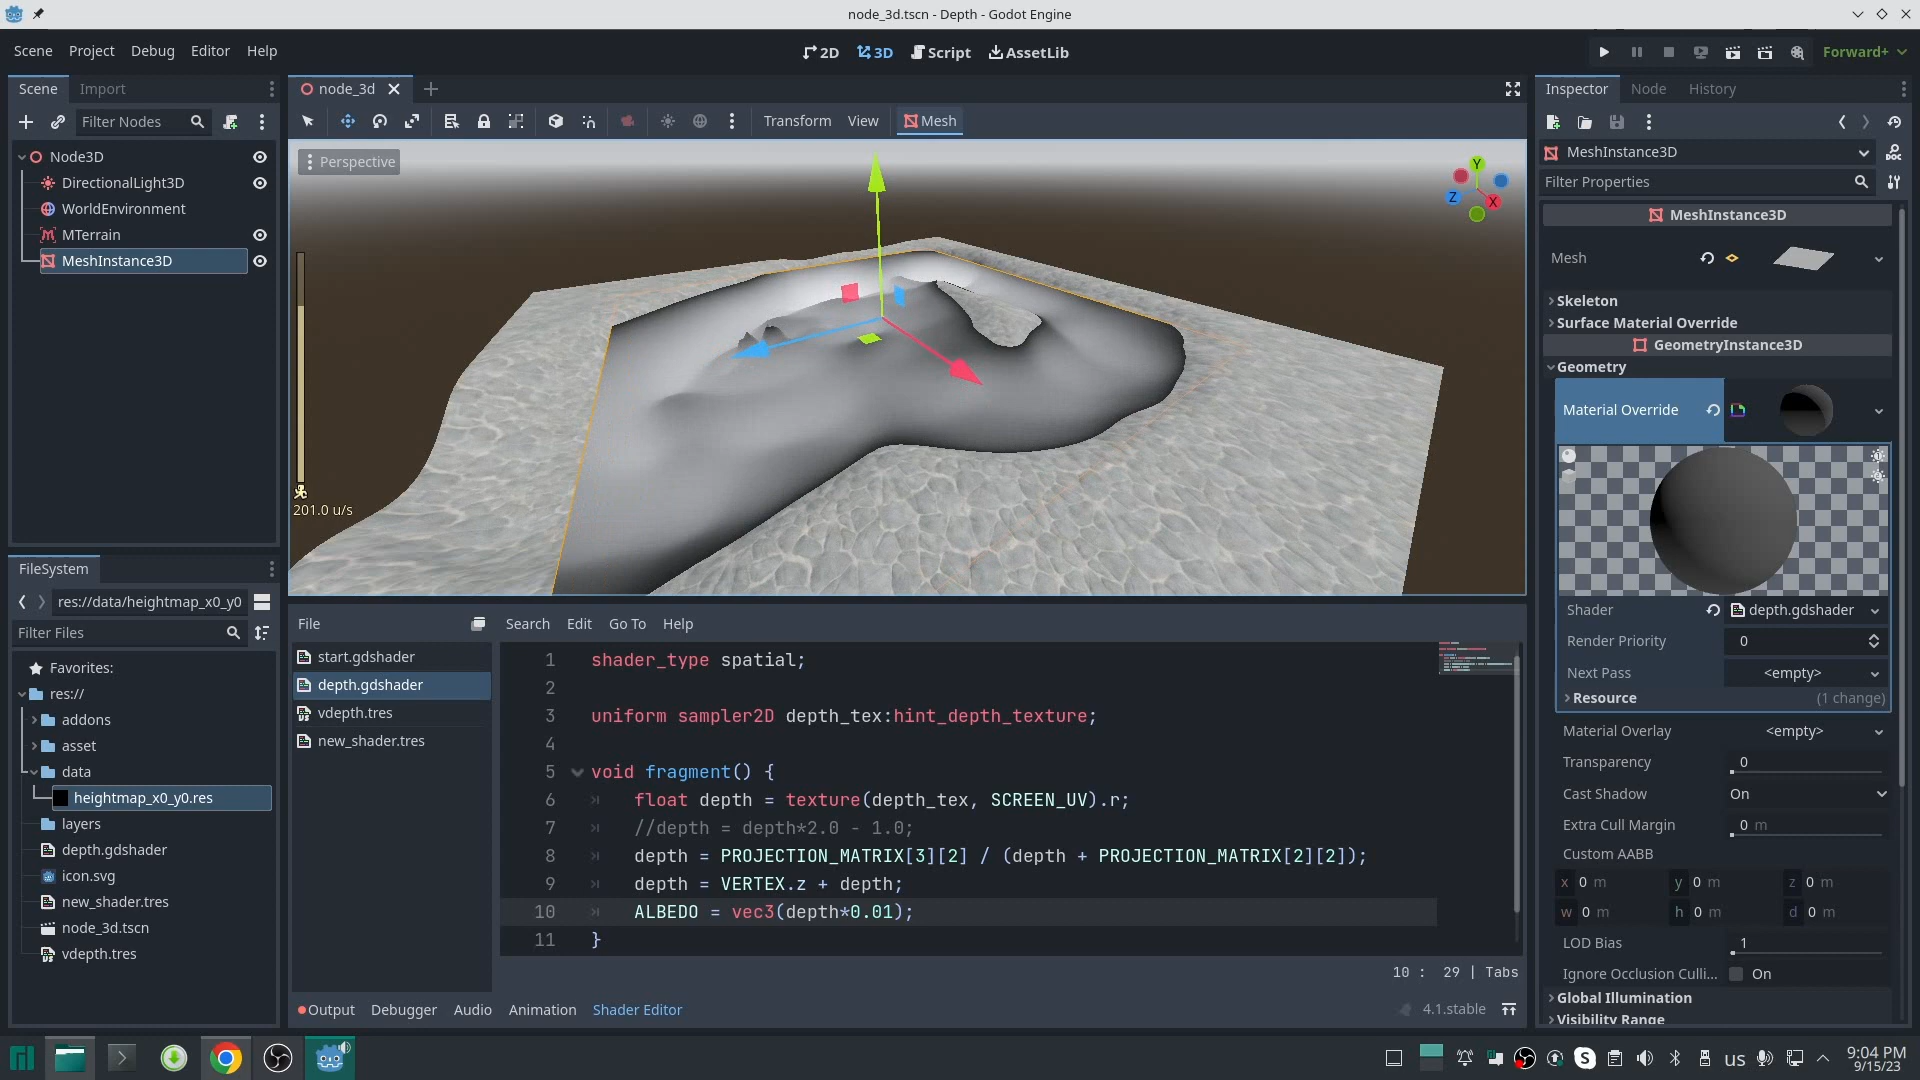 node_3d.tscn - Depth - Godot Engine
Scene Project Debug Editor Help
2D 3D Script AssetLib
Forward+
Scene Import
Filter Nodes
Node3D
DirectionalLight3D
WorldEnvironment
MTerrain
MeshInstance3D
FileSystem
res://data/heightmap_x0_y0
Filter Files
Favorites:
res://
addons
asset
data
heightmap_x0_y0.res
layers
depth.gdshader
icon.svg
new_shader.tres
node_3d.tscn
vdepth.tres
node_3d
Transform View Mesh
Perspective
Y
Z X
201.0 u/s
File Search Edit Go To Help
start.gdshader
depth.gdshader
vdepth.tres
new_shader.tres
1 shader_type spatial;
2
3 uniform sampler2D depth_tex:hint_depth_texture;
4
5 void fragment() {
6 float depth = texture(depth_tex, SCREEN_UV).r;
7 //depth = depth*2.0 - 1.0;
8 depth = PROJECTION_MATRIX[3][2] / (depth + PROJECTION_MATRIX[2][2]);
9 depth = VERTEX.z + depth;
10 ALBEDO = vec3(depth*0.01);
11 }
10 : 29 | Tabs
Output Debugger Audio Animation Shader Editor
4.1.stable
Inspector Node History
MeshInstance3D
Filter Properties
MeshInstance3D
Mesh
Skeleton
Surface Material Override
GeometryInstance3D
Geometry
Material Override
Shader depth.gdshader
Render Priority 0
Next Pass <empty>
Resource (1 change)
Material Overlay <empty>
Transparency 0
Cast Shadow On
Extra Cull Margin 0 m
Custom AABB
x 0 m y 0 m z 0 m
w 0 m h 0 m d 0 m
LOD Bias 1
Ignore Occlusion Culli... On
Global Illumination
Visibility Range
us
9:04 PM
9/15/23